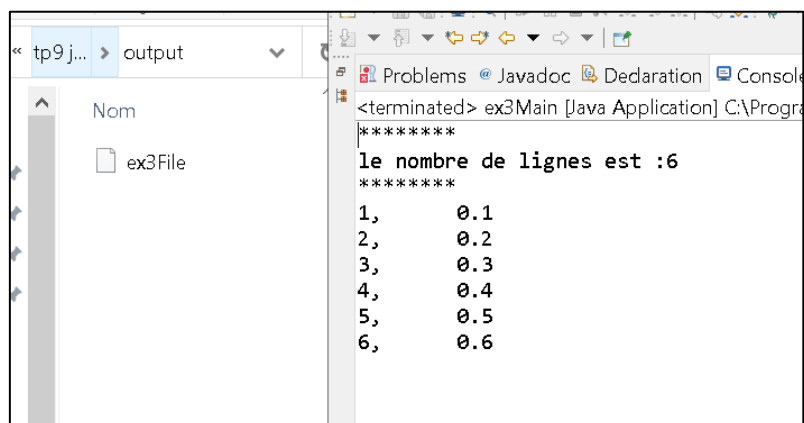 « tp9 j... > output
Nom
ex3File
Problems @ Javadoc Declaration Console
<terminated> ex3Main [Java Application] C:\Progra
********
le nombre de lignes est :6
********
1, 0.1
2, 0.2
3, 0.3
4, 0.4
5, 0.5
6, 0.6